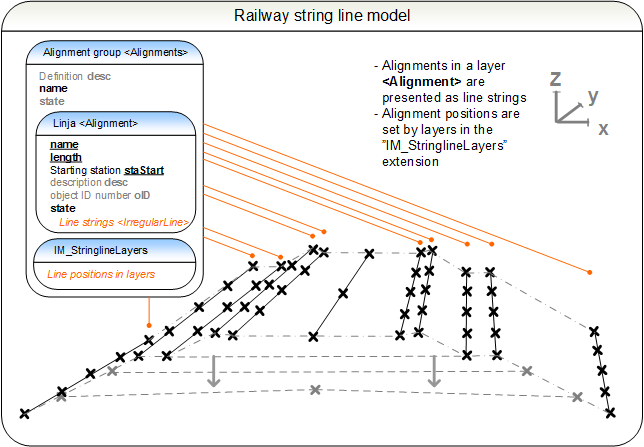 Railway string line model
Alignment group <Alignments>
Definition desc
name
state
Linja <Alignment>
name
length
Starting station staStart
description desc
object ID number oID
state
Line strings <IrregularLine>
IM_StringlineLayers
Line positions in layers
- Alignments in a layer
<Alignment> are
presented as line strings
- Alignment positions are
set by layers in the
"IM_StringlineLayers"
extension
z
y
x